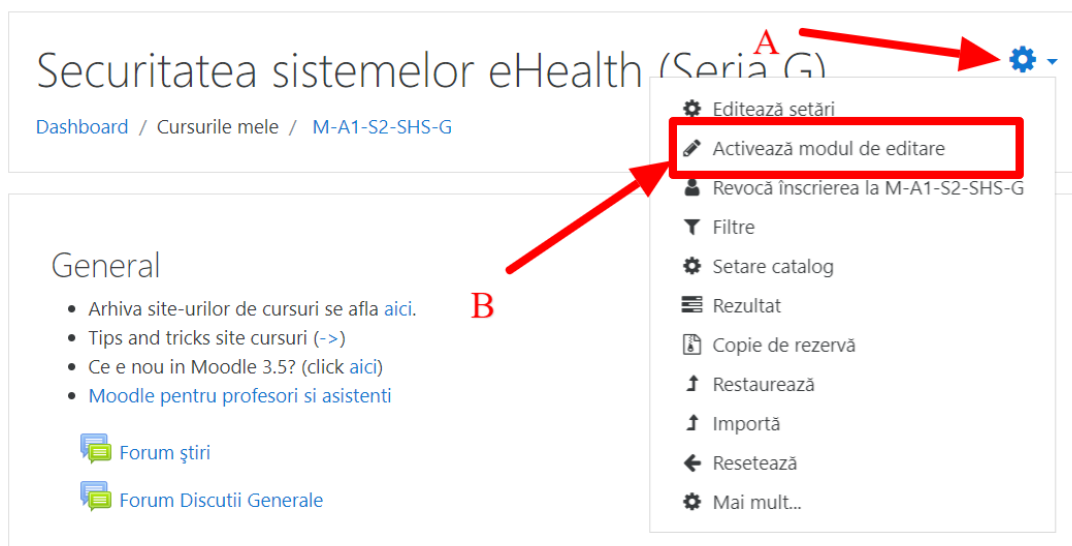 A
Securitatea sistemelor eHealth (Seria G)
Dashboard / Cursurile mele / M-A1-S2-SHS-G
Editează setări
Activează modul de editare
Revocă înscrierea la M-A1-S2-SHS-G
Filtre
Setare catalog
Rezultat
Copie de rezervă
Restaurează
Importă
Resetează
Mai mult...
B
General
Arhiva site-urilor de cursuri se afla aici.
Tips and tricks site cursuri (->)
Ce e nou in Moodle 3.5? (click aici)
Moodle pentru profesori si asistenti
Forum ştiri
Forum Discutii Generale